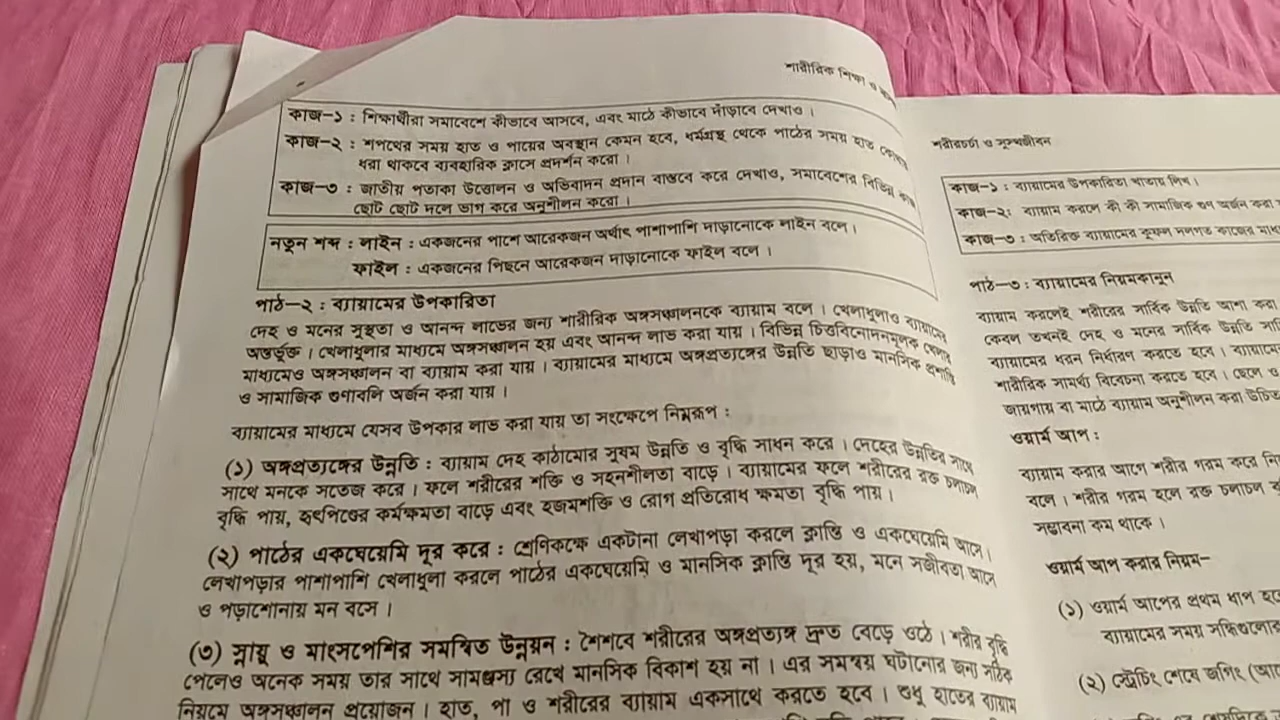 শারীরিক শিক্ষা ও
কাজ-১ : শিক্ষার্থীরা সমাবেশে কীভাবে আসবে, এবং মাঠে কীভাবে দাঁড়াবে দেখাও।
কাজ-২ : শপথের সময় হাত ও পায়ের অবস্থান কেমন হবে, ধর্মগ্রন্থ থেকে পাঠের সময় হাত কোথায়
ধরা থাকবে ব্যবহারিক ক্লাসে প্রদর্শন করো।
কাজ-৩ : জাতীয় পতাকা উত্তোলন ও অভিবাদন প্রদান বাস্তবে করে দেখাও, সমাবেশের বিভিন্ন কাজ
ছোট ছোট দলে ভাগ করে অনুশীলন করো।
নতুন শব্দ : লাইন : একজনের পাশে আরেকজন অর্থাৎ পাশাপাশি দাড়ানোকে লাইন বলে।
ফাইল : একজনের পিছনে আরেকজন দাড়ানোকে ফাইল বলে।
পাঠ-২ : ব্যায়ামের উপকারিতা
দেহ ও মনের সুস্থতা ও আনন্দ লাভের জন্য শারীরিক অঙ্গসঞ্চালনকে ব্যায়াম বলে। খেলাধুলাও ব্যায়ামের
অন্তর্ভুক্ত। খেলাধুলার মাধ্যমে অঙ্গসঞ্চালন হয় এবং আনন্দ লাভ করা যায়। বিভিন্ন চিত্তবিনোদনমূলক খেলার
মাধ্যমেও অঙ্গসঞ্চালন বা ব্যায়াম করা যায়। ব্যায়ামের মাধ্যমে অঙ্গপ্রত্যঙ্গের উন্নতি ছাড়াও মানসিক প্রশান্তি
ও সামাজিক গুণাবলি অর্জন করা যায়।
ব্যায়ামের মাধ্যমে যেসব উপকার লাভ করা যায় তা সংক্ষেপে নিম্নরূপ :
(১) অঙ্গপ্রত্যঙ্গের উন্নতি : ব্যায়াম দেহ কাঠামোর সুষম উন্নতি ও বৃদ্ধি সাধন করে। দেহের উন্নতির সাথে
সাথে মনকে সতেজ করে। ফলে শরীরের শক্তি ও সহনশীলতা বাড়ে। ব্যায়ামের ফলে শরীরের রক্ত চলাচল
বৃদ্ধি পায়, হৃৎপিণ্ডের কর্মক্ষমতা বাড়ে এবং হজমশক্তি ও রোগ প্রতিরোধ ক্ষমতা বৃদ্ধি পায়।
(২) পাঠের একঘেয়েমি দূর করে : শ্রেণিকক্ষে একটানা লেখাপড়া করলে ক্লান্তি ও একঘেয়েমি আসে।
লেখাপড়ার পাশাপাশি খেলাধুলা করলে পাঠের একঘেয়েমি ও মানসিক ক্লান্তি দূর হয়, মনে সজীবতা আসে
ও পড়াশোনায় মন বসে।
(৩) স্নায়ু ও মাংসপেশির সমন্বিত উন্নয়ন : শৈশবে শরীরের অঙ্গপ্রত্যঙ্গ দ্রুত বেড়ে ওঠে। শরীর বৃদ্ধি
পেলেও অনেক সময় তার সাথে সামঞ্জস্য রেখে মানসিক বিকাশ হয় না। এর সমন্বয় ঘটানোর জন্য সঠিক
নিয়মে অঙ্গসঞ্চালন প্রয়োজন। হাত, পা ও শরীরের ব্যায়াম একসাথে করতে হবে। শুধু হাতের ব্যায়াম
শরীরচর্চা ও সুস্থজীবন
কাজ-১ : ব্যায়ামের উপকারিতা খাতায় লিখ।
কাজ-২: ব্যায়াম করলে কী কী সামাজিক গুণ অর্জন করা
কাজ-৩ : অতিরিক্ত ব্যায়ামের কুফল দলগত কাজের
পাঠ-৩ : ব্যায়ামের নিয়মকানুন
ব্যায়াম করলেই শরীরের সার্বিক উন্নতি আশা করা
কেবল তখনই দেহ ও মনের সার্বিক উন্নতি
ব্যায়ামের ধরন নির্ধারণ করতে হবে। ব্যায়ামের
শারীরিক সামর্থ্য বিবেচনা করতে হবে। ছেলে ও
জায়গায় বা মাঠে ব্যায়াম অনুশীলন করা উচিত
ওয়ার্ম আপ :
ব্যায়াম করার আগে শরীর গরম করে
বলে। শরীর গরম হলে রক্ত চলাচল
সম্ভাবনা কম থাকে।
ওয়ার্ম আপ করার নিয়ম–
(১) ওয়ার্ম আপের প্রথম ধাপ
ব্যায়ামের সময় সন্ধিগুলোকে
(২) স্ট্রেচিং শেষে জগিং